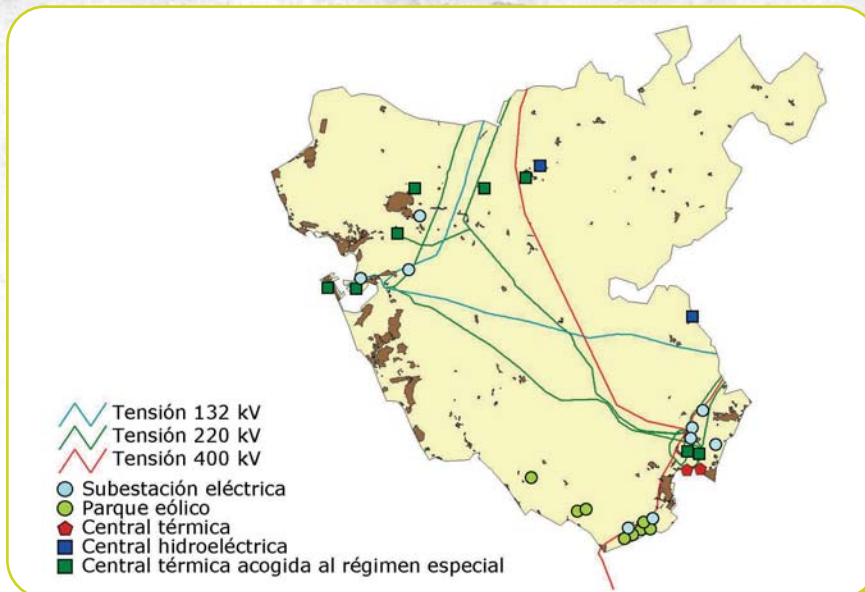 Tensión 132 kV
Tensión 220 kV
Tensión 400 kV
Subestación eléctrica
Parque eólico
Central térmica
Central hidroeléctrica
Central térmica acogida al régimen especial